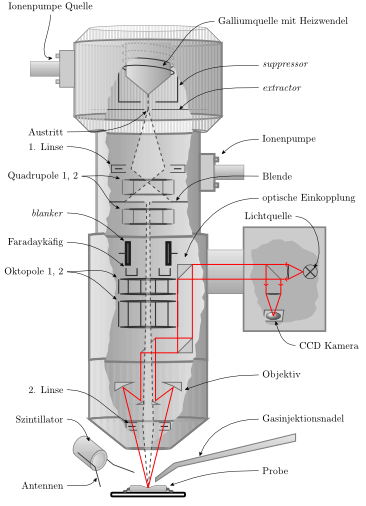 Ionenpumpe Quelle
Galliumquelle mit Heizwendel
suppressor
extractor
Austritt
1. Linse
Ionenpumpe
Quadrupole 1, 2
Blende
optische Einkopplung
blanker
Lichtquelle
Faradaykäfig
Oktopole 1, 2
CCD Kamera
Objektiv
2. Linse
Szintillator
Gasinjektionsnadel
Antennen
Probe